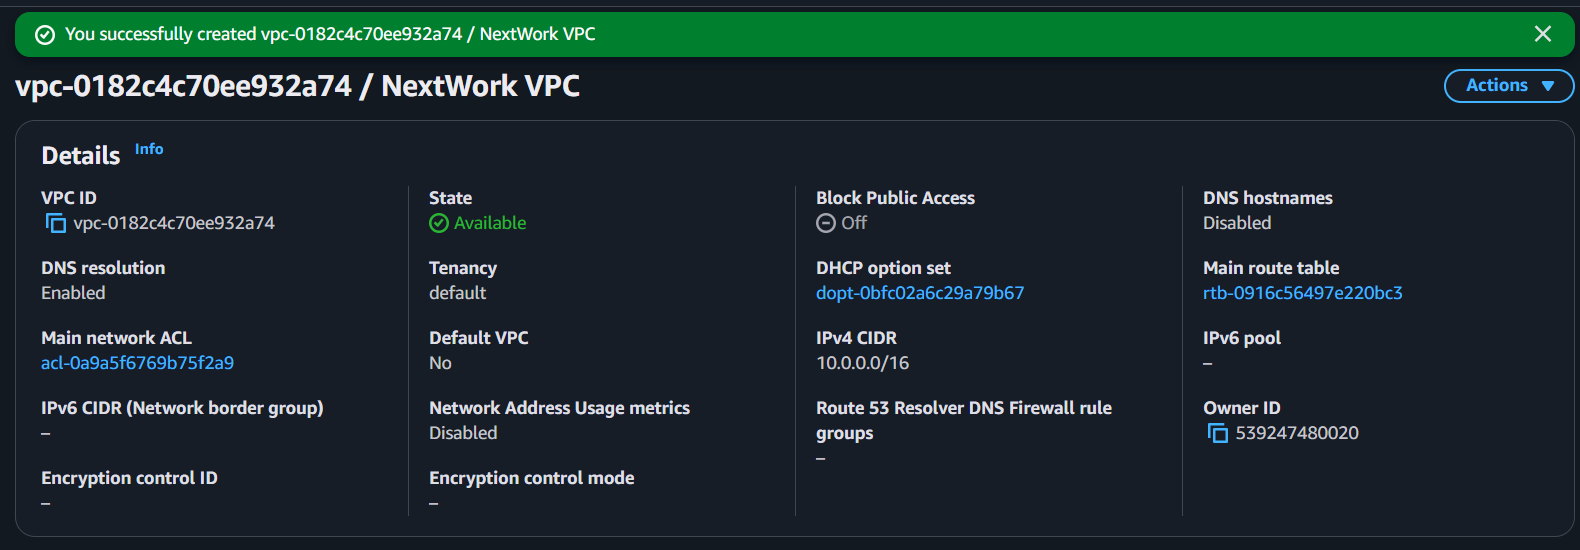 You successfully created vpc-0182c4c70ee932a74 / NextWork VPC
vpc-0182c4c70ee932a74 / NextWork VPC
Actions
Details Info
VPC ID
vpc-0182c4c70ee932a74
State
Available
Block Public Access
Off
DNS hostnames
Disabled
DNS resolution
Enabled
Tenancy
default
DHCP option set
dopt-0bfc02a6c29a79b67
Main route table
rtb-0916c56497e220bc3
Main network ACL
acl-0a9a5f6769b75f2a9
Default VPC
No
IPv4 CIDR
10.0.0.0/16
IPv6 pool
–
IPv6 CIDR (Network border group)
–
Network Address Usage metrics
Disabled
Route 53 Resolver DNS Firewall rule
groups
–
Owner ID
539247480020
Encryption control ID
–
Encryption control mode
–